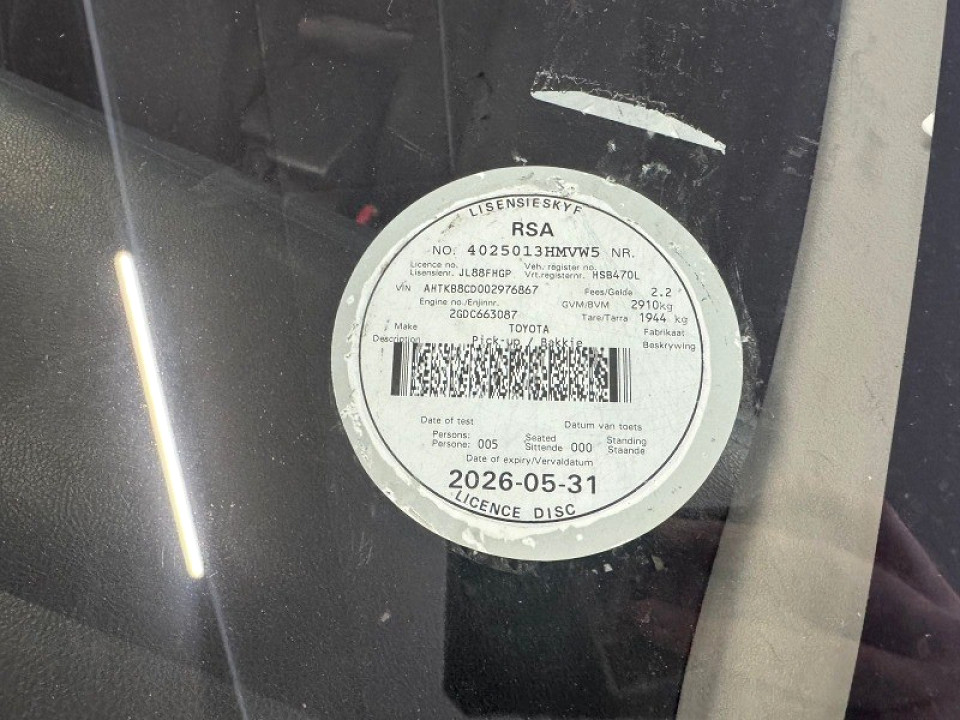 LISENSIESKYF
RSA
NO. 4025013HMVW5 NR.
Licence no. Veh. register no.
Lisensienr. JL88FHGP Vrt.registernr. HSB470L
VIN AHTKB8CD002976867 Fees/Gelde 2.2
Engine no./Enjinnr. GVM/BVM 2910kg
2GDC663087 Tare/Tarra 1944 kg
Make TOYOTA Fabrikaat
Description Pick-up / Bakkie Beskrywing
Date of test Datum van toets
Persons: Seated Standing
Persone: 005 Sittende 000 Staande
Date of expiry/Vervaldatum
2026-05-31
LICENCE DISC